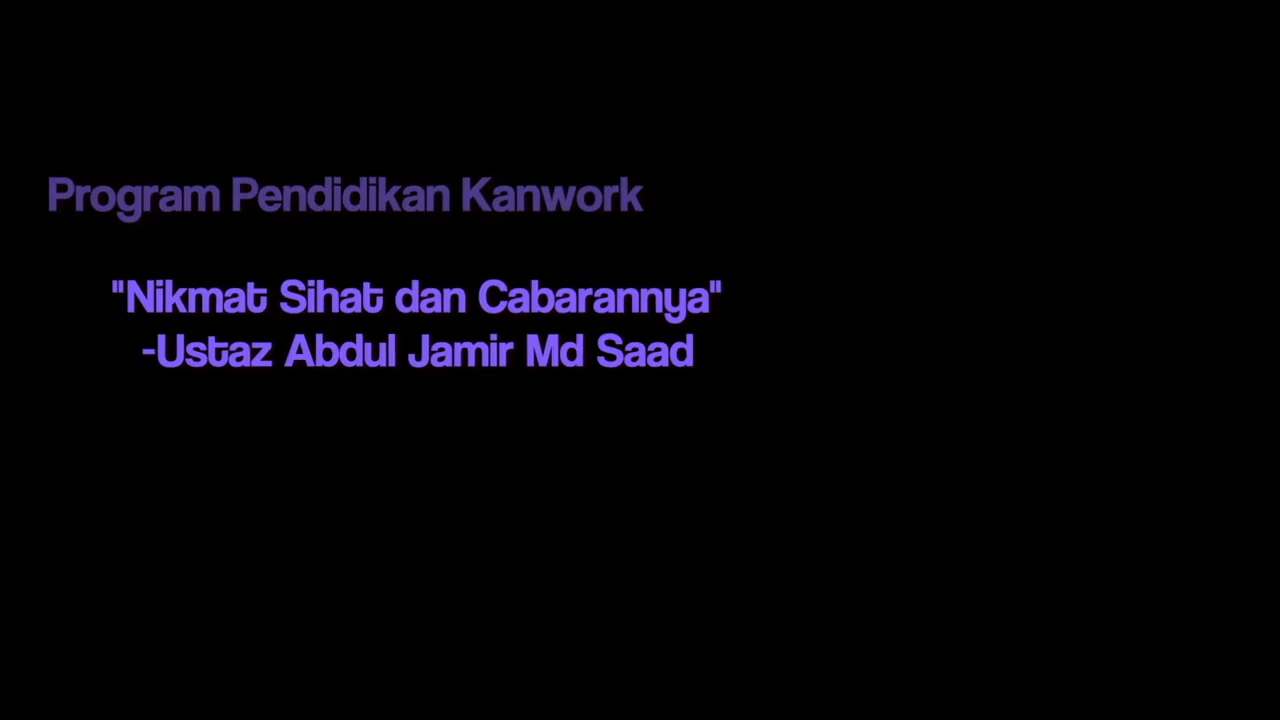 Program Pendidikan Kanwork
"Nikmat Sihat dan Cabarannya"
-Ustaz Abdul Jamir Md Saad